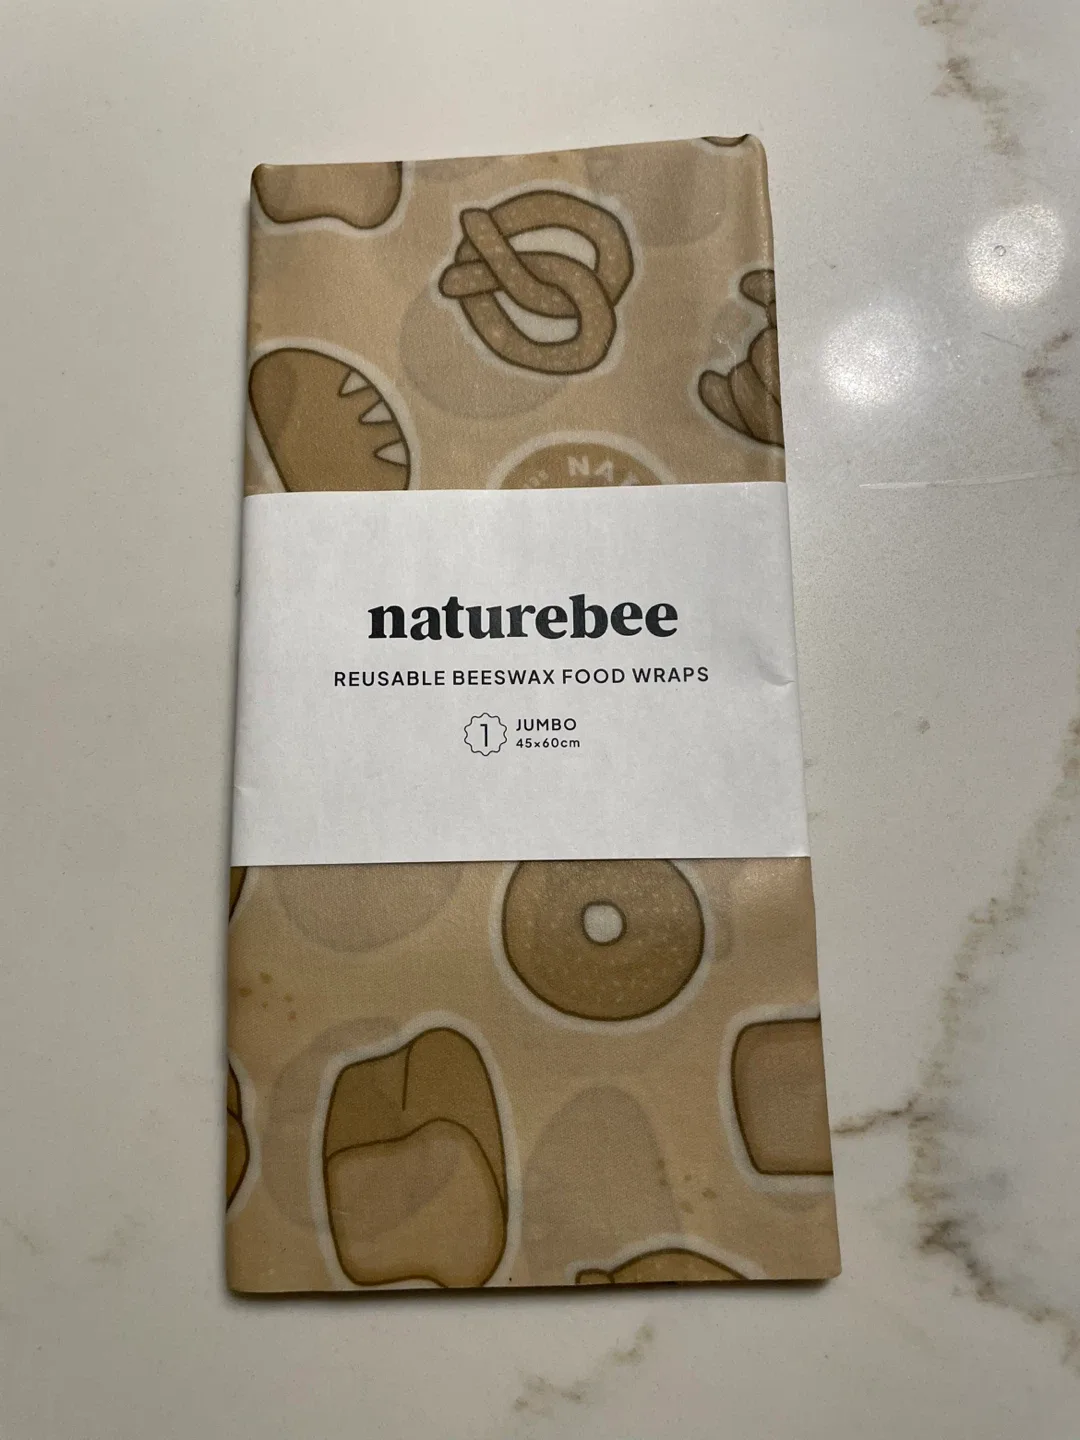 naturebee
REUSABLE BEESWAX FOOD WRAPS
1 JUMBO
45x60cm